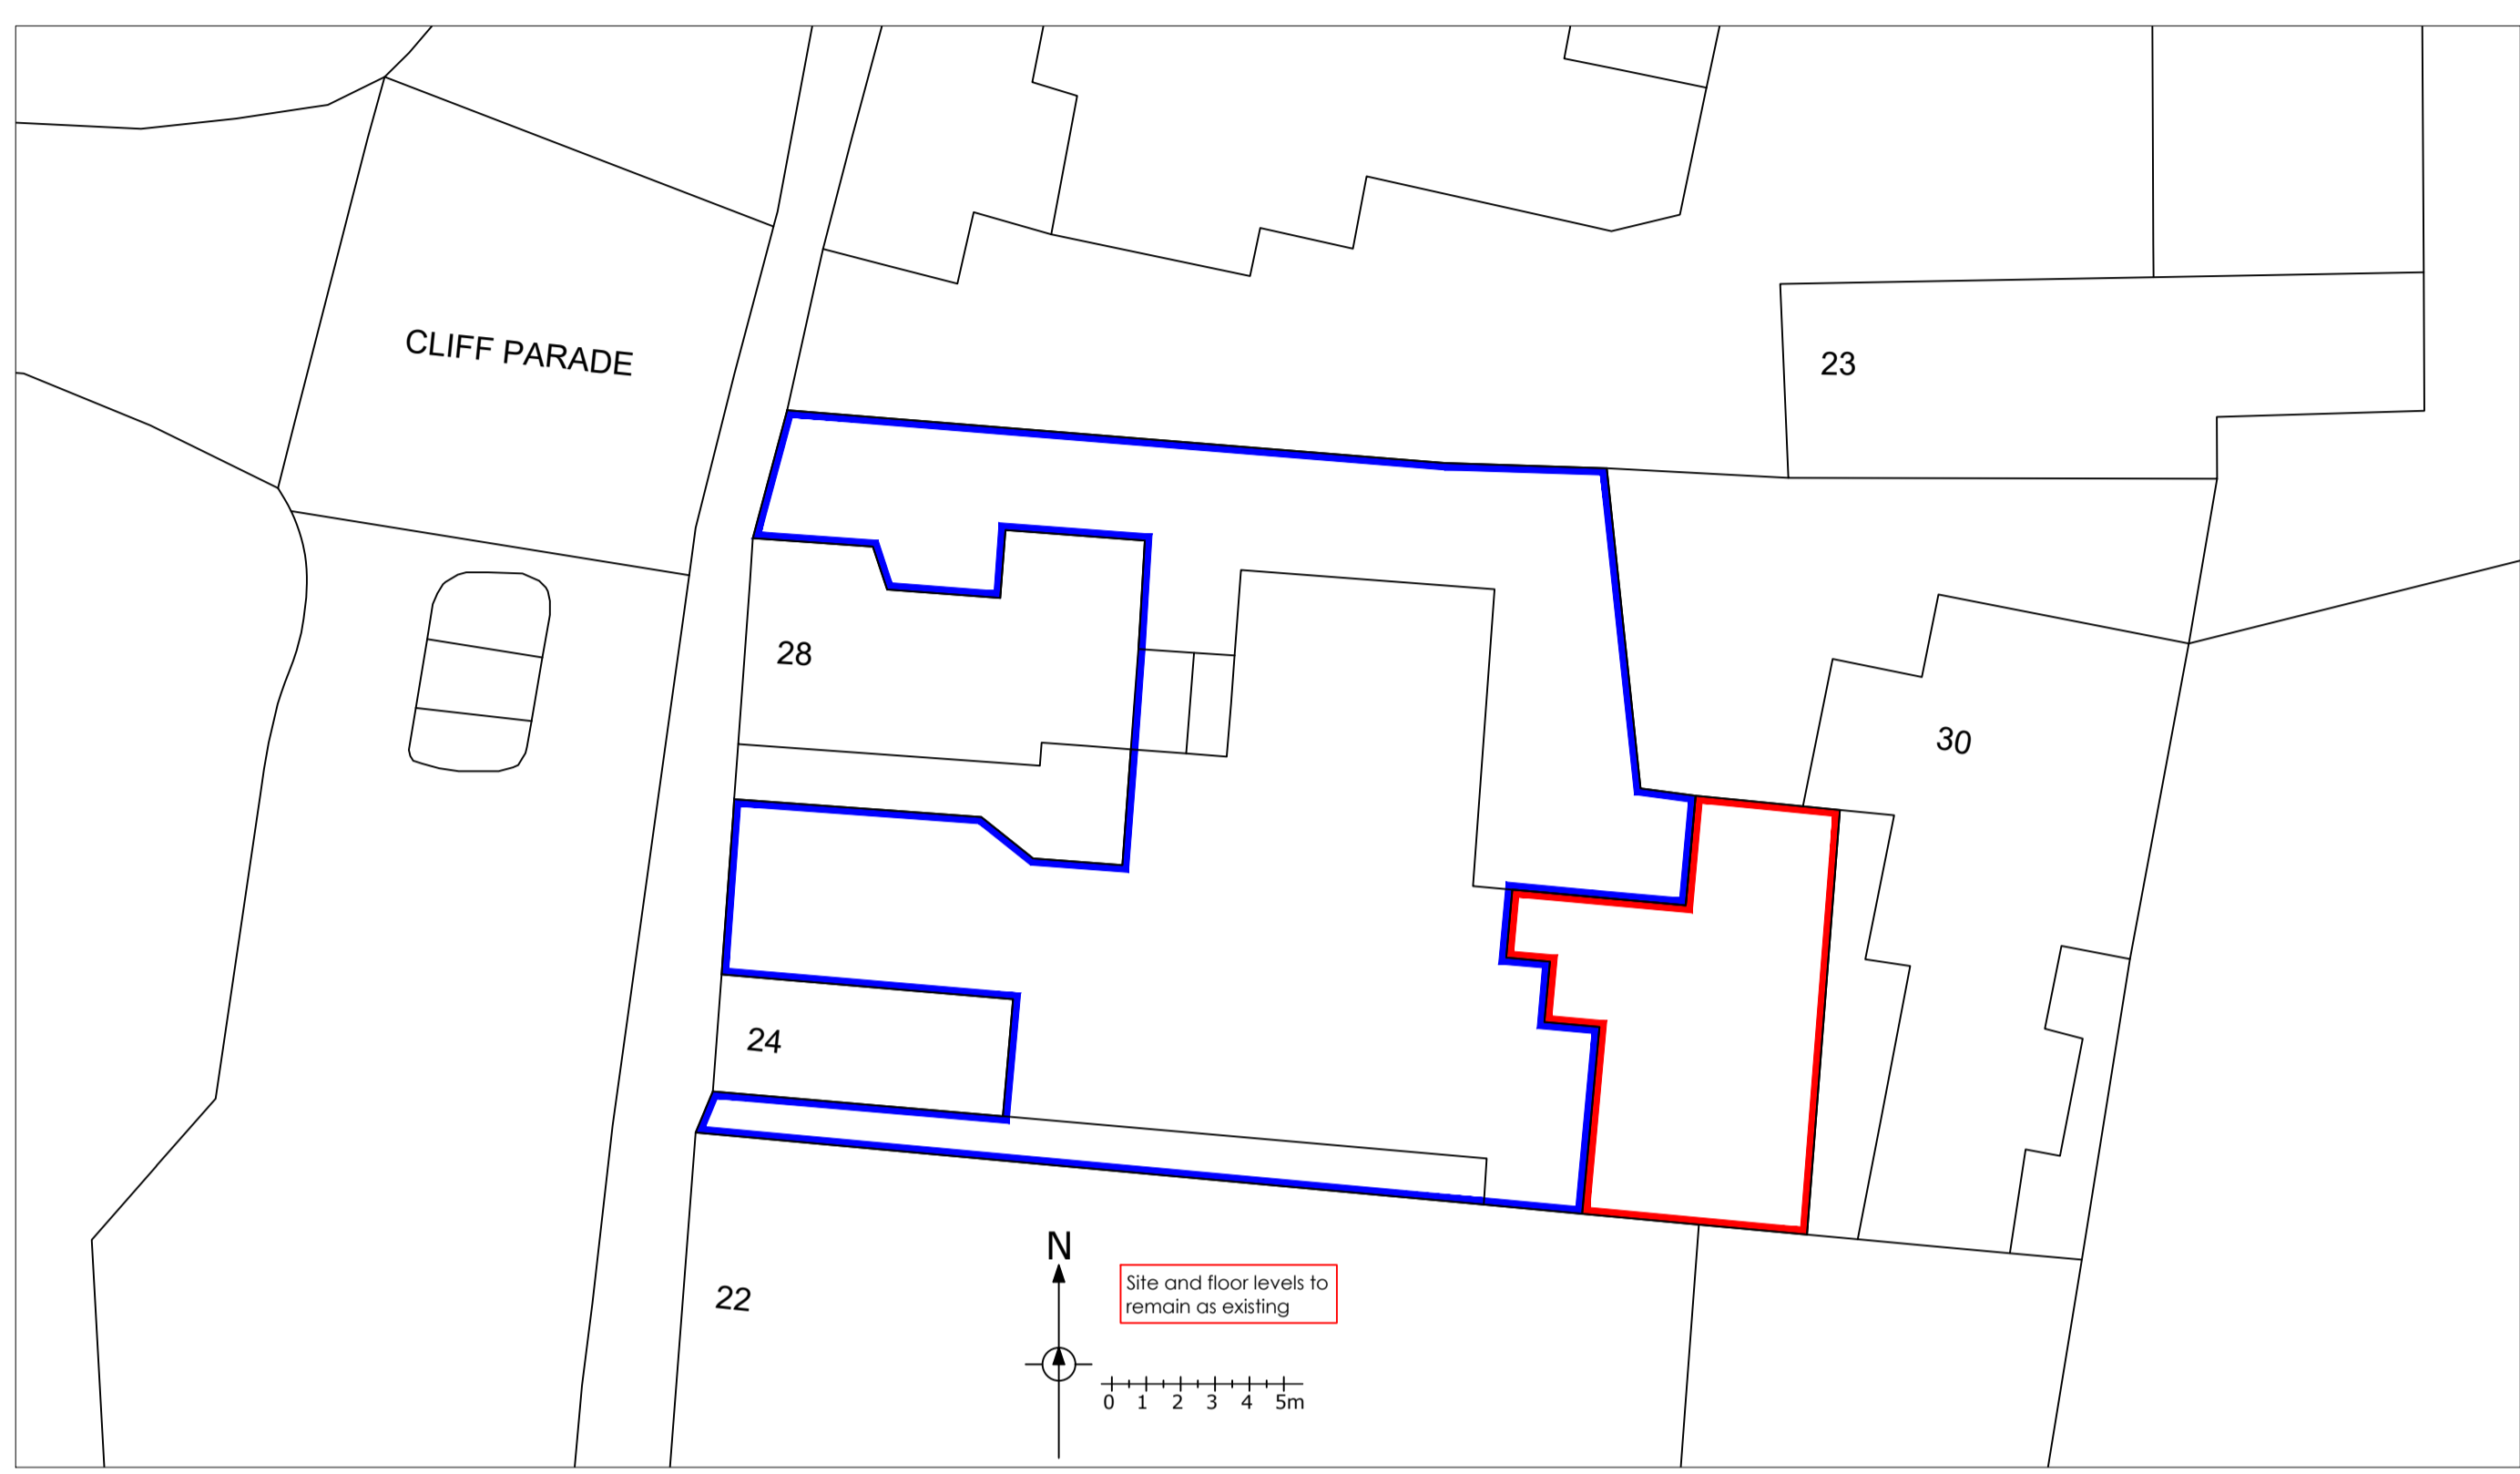 CLIFF PARADE
23
28
30
24
22
N
Site and floor levels to
remain as existing
0 1 2 3 4 5m